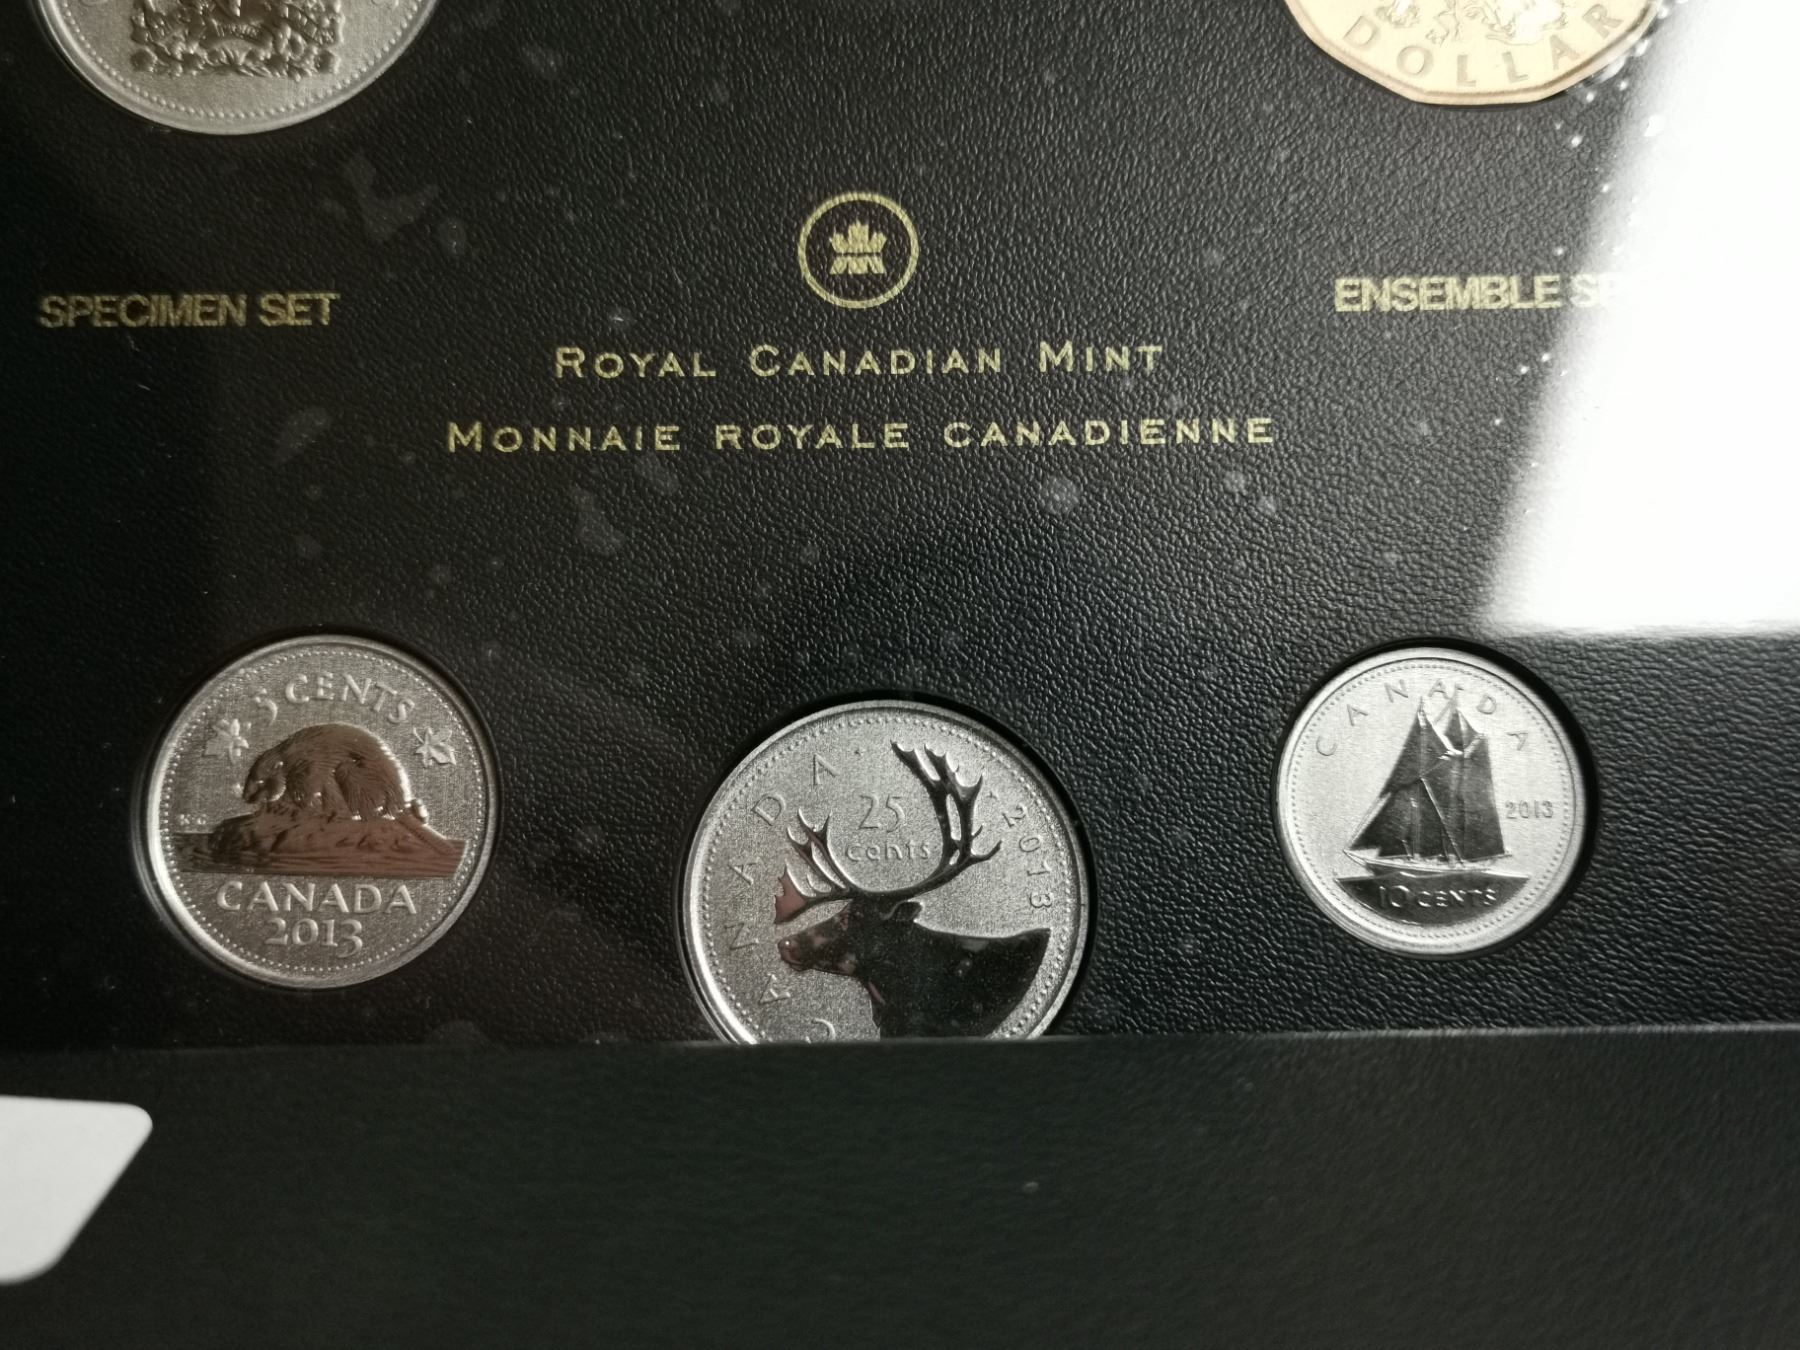 DOLLAR
SPECIMEN SET
ENSEMBLE
ROYAL CANADIAN MINT
MONNAIE ROYALE CANADIENNE
5 CENTS
CANADA
2013
CANADA
25
cents
2013
CANADA
2013
10 CENTS